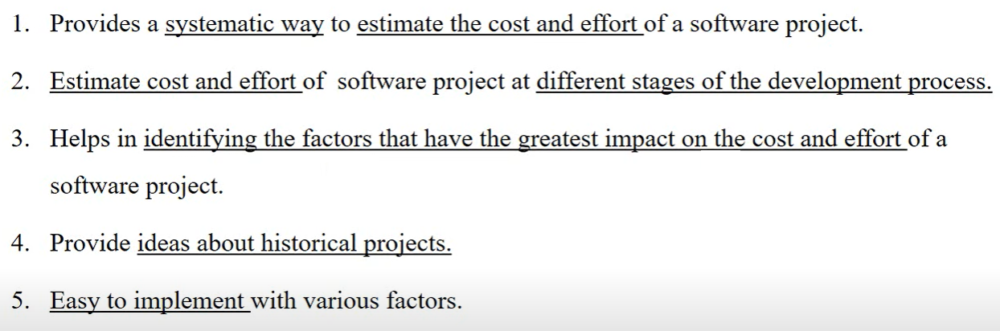 1. Provides a systematic way to estimate the cost and effort of a software project.
2. Estimate cost and effort of software project at different stages of the development process.
3. Helps in identifying the factors that have the greatest impact on the cost and effort of a
software project.
4. Provide ideas about historical projects.
5. Easy to implement with various factors.